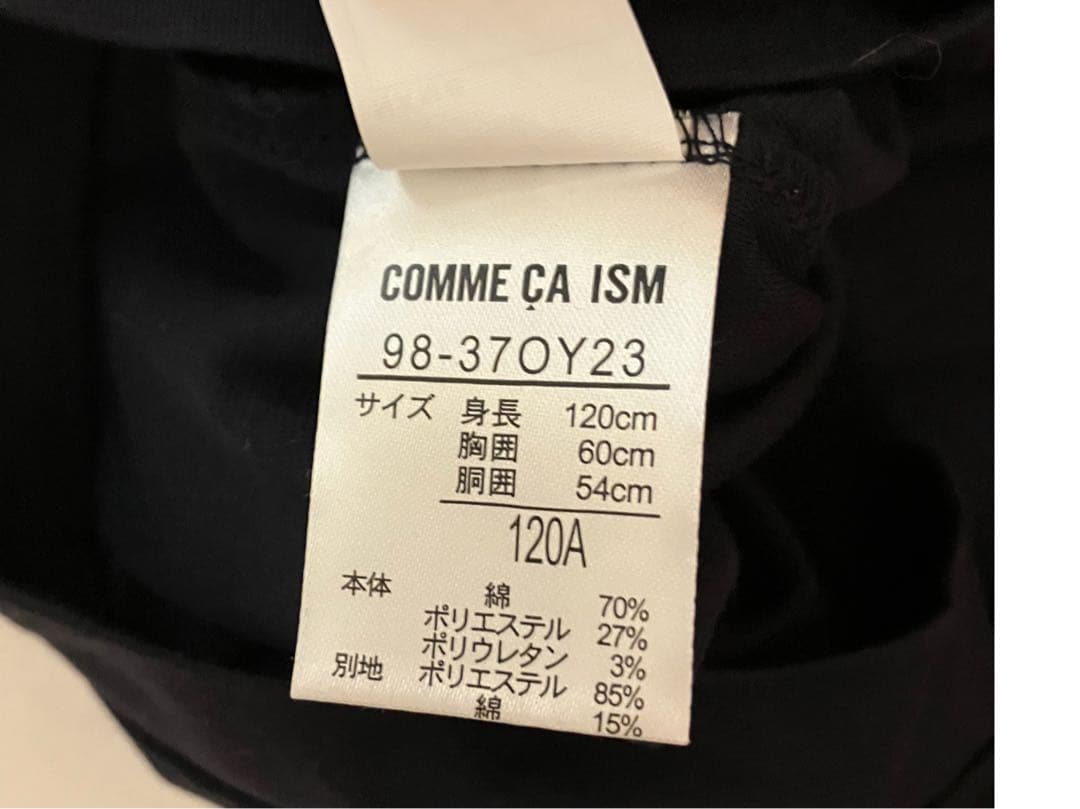 COMME ÇA ISM
98-37OY23
サイズ 身長 120cm
胸囲 60cm
胴囲 54cm
120A
本体 綿 70%
ポリエステル 27%
ポリウレタン 3%
別地 ポリエステル 85%
綿 15%